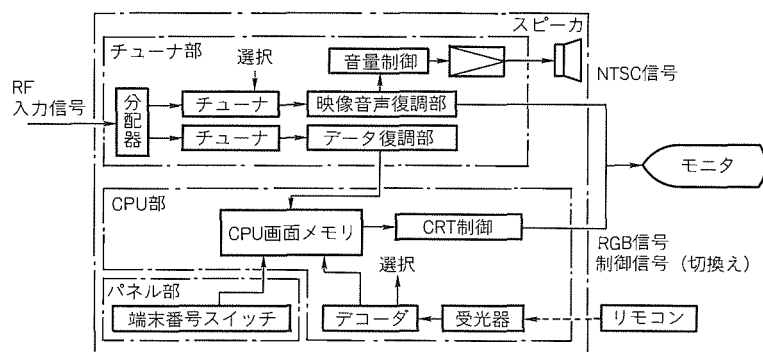 スピーカ
チューナ部
選択
音量制御
NTSC信号
RF
入力信号
分配器
チューナ
映像音声復調部
チューナ
データ復調部
モニタ
CPU部
CPU画面メモリ
CRT制御
RGB信号
制御信号（切換え）
選択
パネル部
端末番号スイッチ
デコーダ
受光器
リモコン